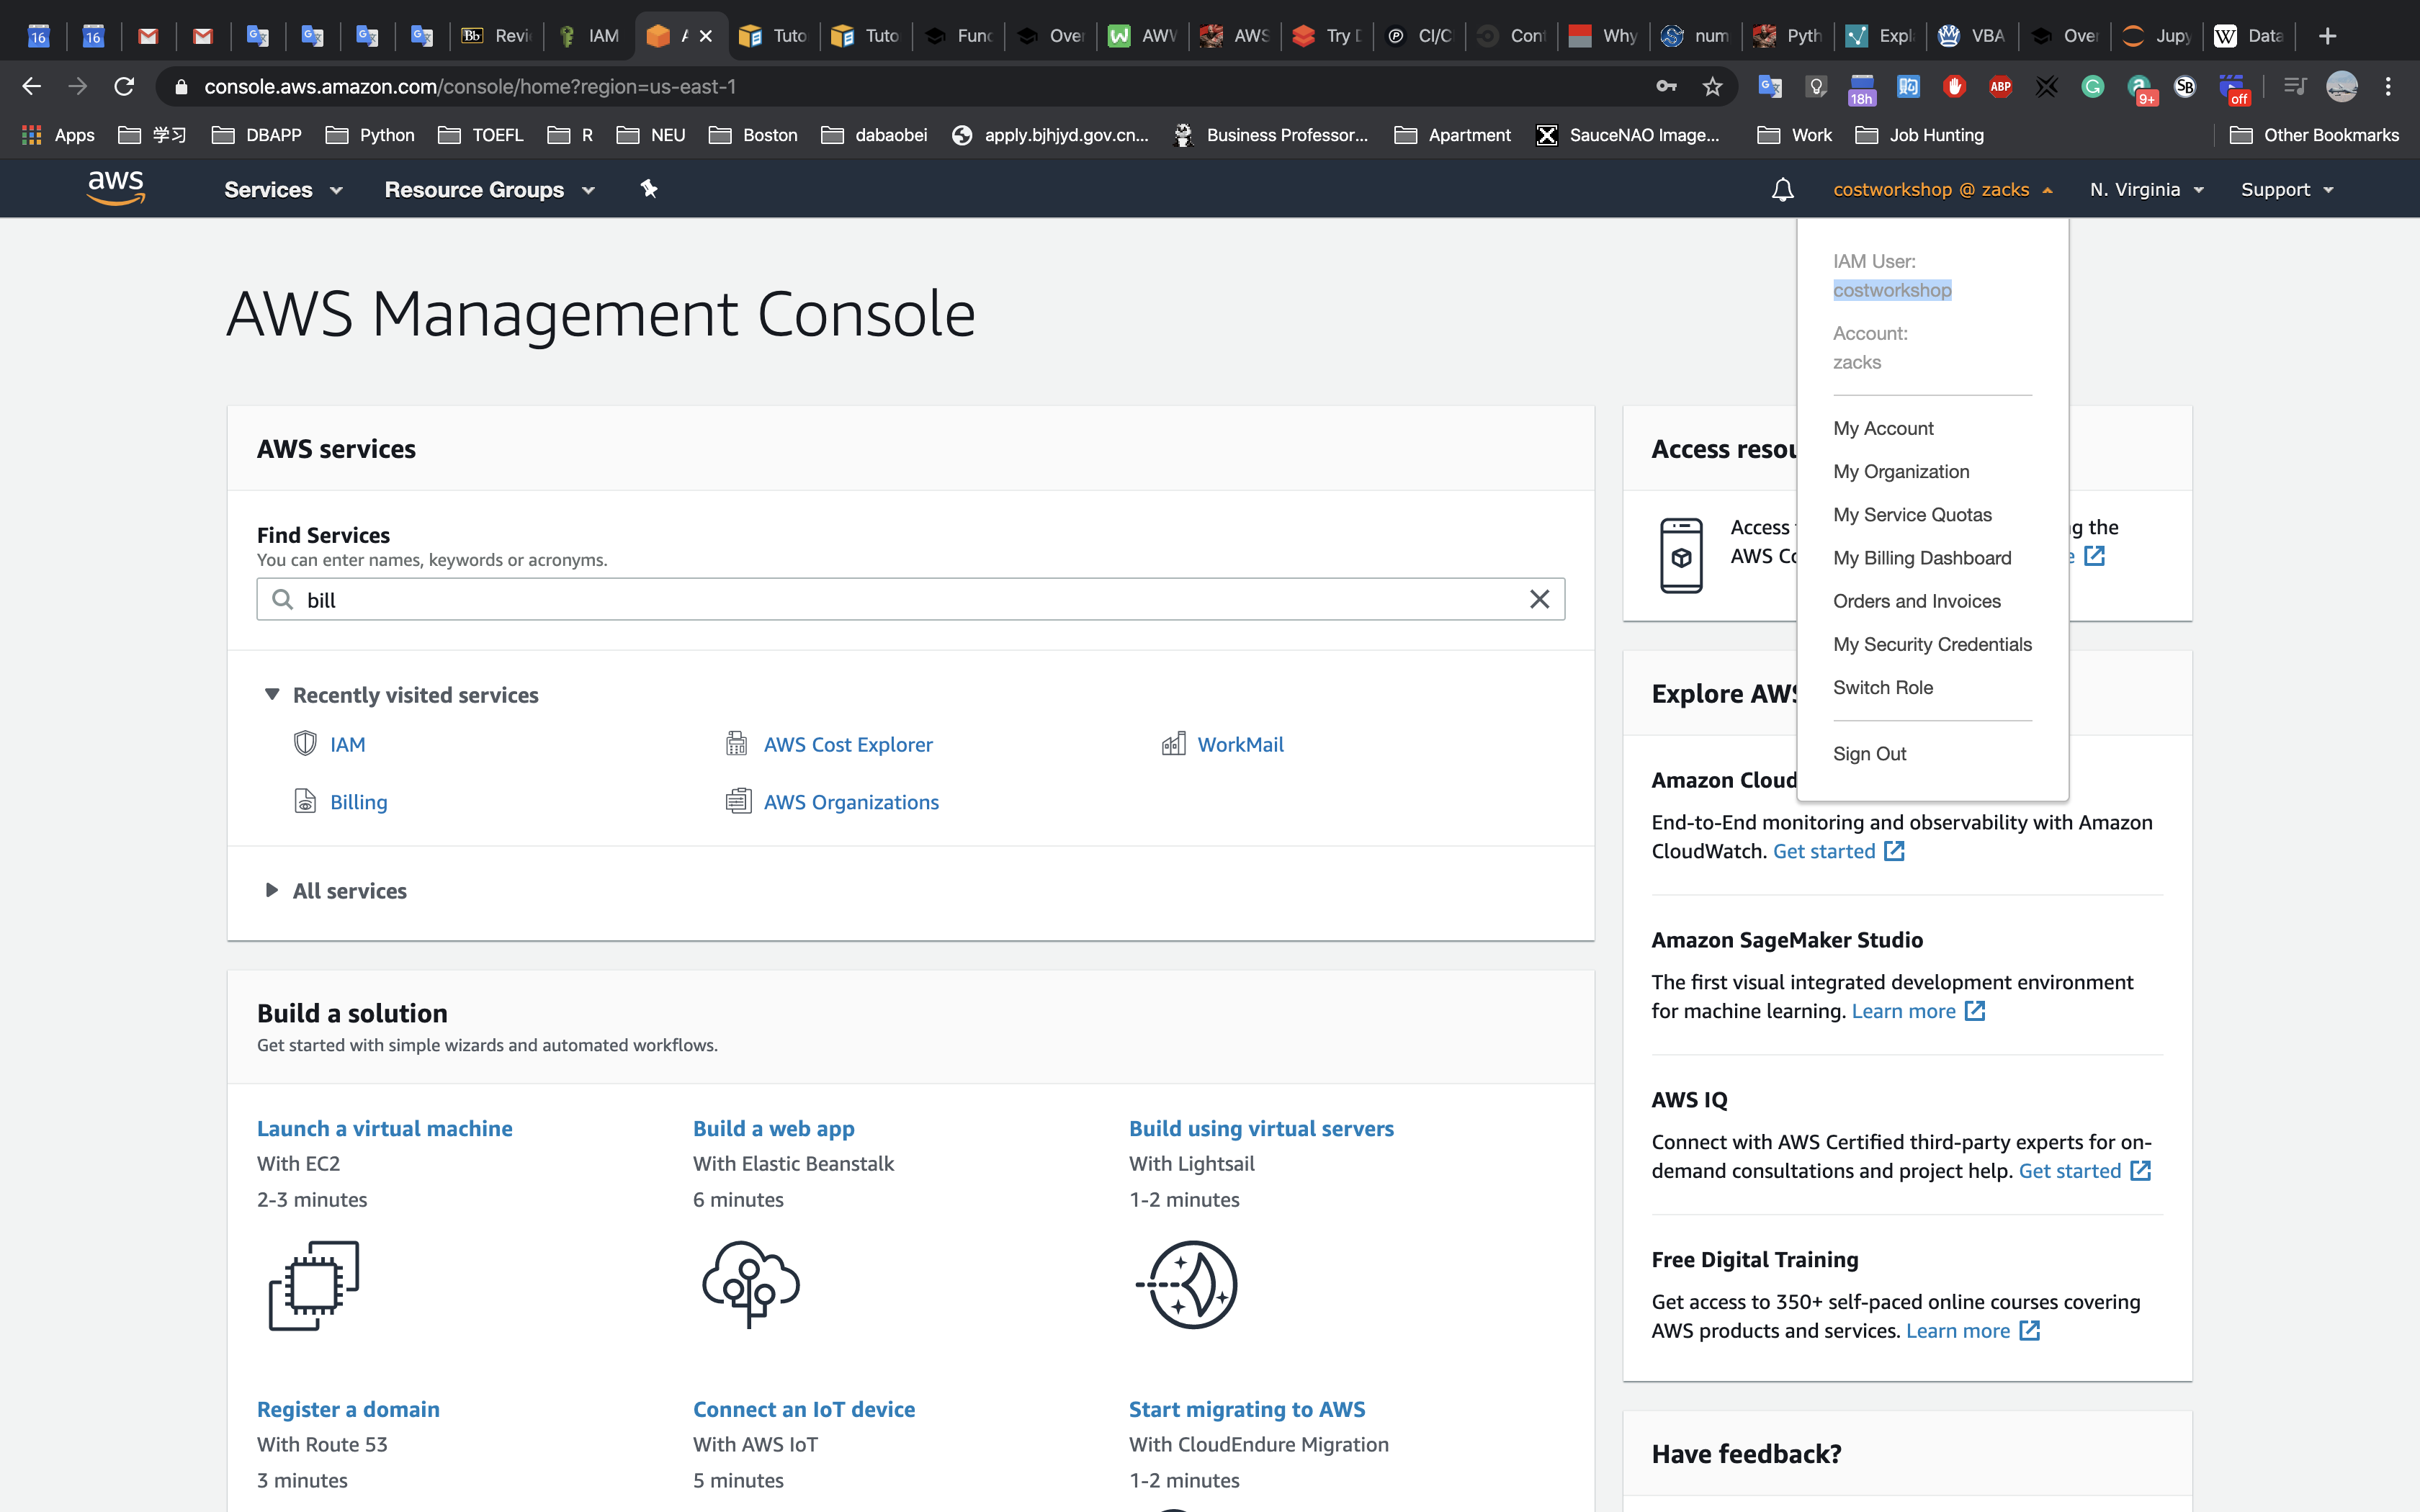 16
16
Bb Revi
IAM
A
Tuto
Tuto
Func
Over
AWV
AWS
Try D
CI/C
Cont
Why
num
Pyth
Expl
VBA
Over
Jupy
W Data
console.aws.amazon.com/console/home?region=us-east-1
18h
ABP
9+
SB
off
Apps 学习 DBAPP Python TOEFL R NEU Boston dabaobei apply.bjhjyd.gov.cn... Business Professor... Apartment SauceNAO Image... Work Job Hunting Other Bookmarks
aws Services Resource Groups costworkshop @ zacks N. Virginia Support
IAM User:
costworkshop
Account:
zacks
My Account
My Organization
My Service Quotas
My Billing Dashboard
Orders and Invoices
My Security Credentials
Switch Role
Sign Out
AWS Management Console
AWS services
Find Services
You can enter names, keywords or acronyms.
bill
Recently visited services
IAM AWS Cost Explorer WorkMail
Billing AWS Organizations
All services
Build a solution
Get started with simple wizards and automated workflows.
Launch a virtual machine
With EC2
2-3 minutes
Build a web app
With Elastic Beanstalk
6 minutes
Build using virtual servers
With Lightsail
1-2 minutes
Register a domain
With Route 53
3 minutes
Connect an IoT device
With AWS IoT
5 minutes
Start migrating to AWS
With CloudEndure Migration
1-2 minutes
Access resou
Access
g the
AWS Co
Explore AWS
Amazon Cloud
End-to-End monitoring and observability with Amazon
CloudWatch. Get started
Amazon SageMaker Studio
The first visual integrated development environment
for machine learning. Learn more
AWS IQ
Connect with AWS Certified third-party experts for on-
demand consultations and project help. Get started
Free Digital Training
Get access to 350+ self-paced online courses covering
AWS products and services. Learn more
Have feedback?